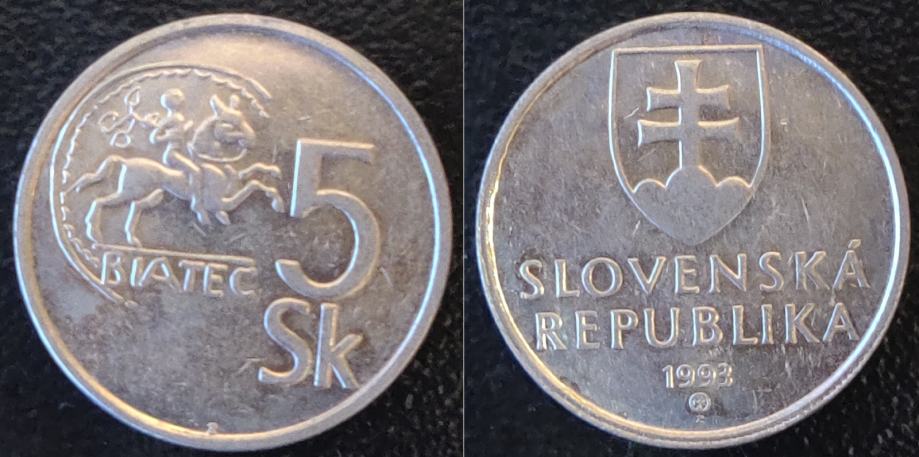 BIATEC
5
Sk
SLOVENSKÁ
REPUBLIKA
1993